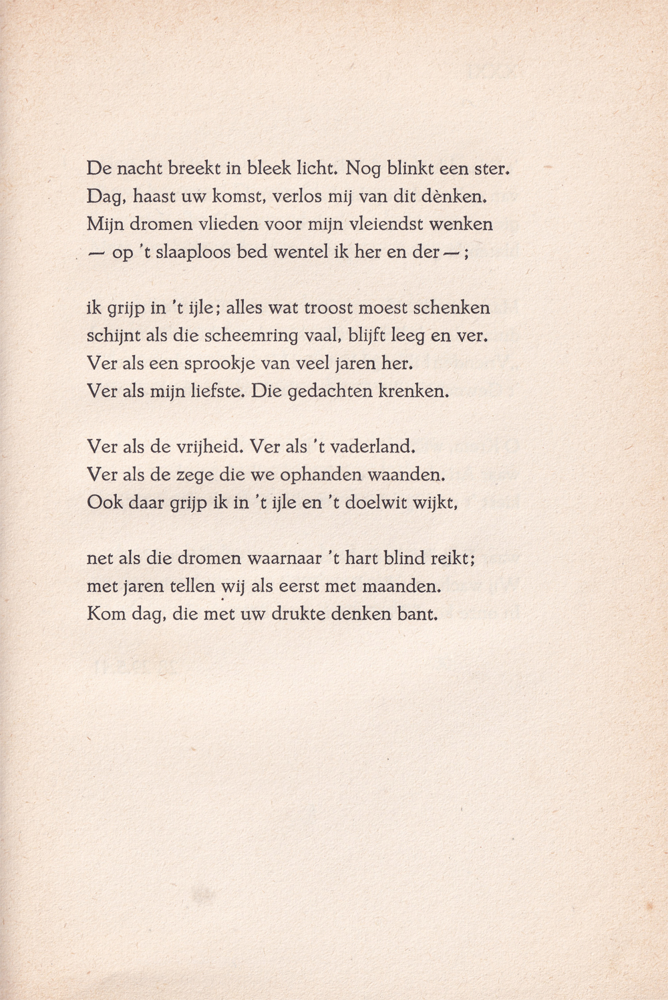 De nacht breekt in bleek licht. Nog blinkt een ster.
Dag, haast uw komst, verlos mij van dit dènken.
Mijn dromen vlieden voor mijn vleiendst wenken
— op 't slaaploos bed wentel ik her en der — ;

ik grijp in 't ijle; alles wat troost moest schenken
schijnt als die scheemring vaal, blijft leeg en ver.
Ver als een sprookje van veel jaren her.
Ver als mijn liefste. Die gedachten krenken.

Ver als de vrijheid. Ver als 't vaderland.
Ver als de zege die we ophanden waanden.
Ook daar grijp ik in 't ijle en 't doelwit wijkt,

net als die dromen waarnaar 't hart blind reikt;
met jaren tellen wij als eerst met maanden.
Kom dag, die met uw drukte denken bant.